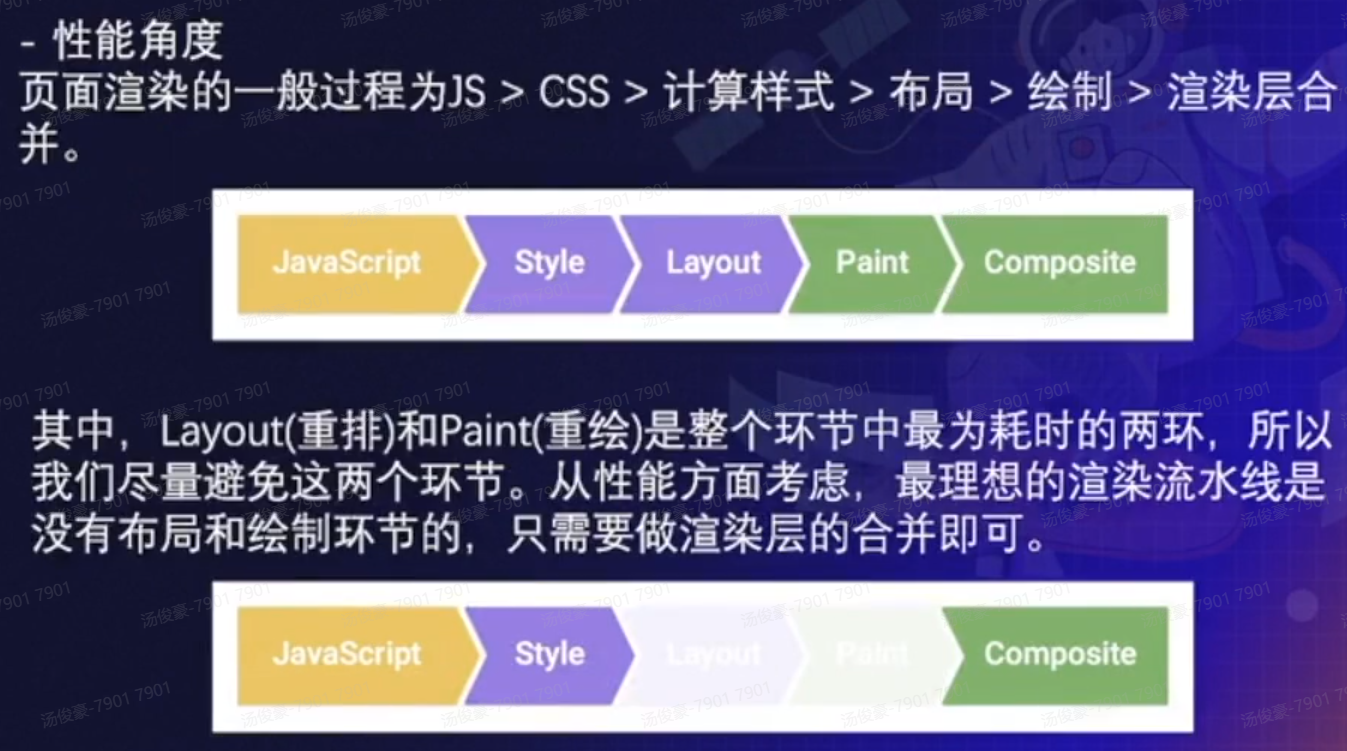 - 性能角度
页面渲染的一般过程为JS > CSS > 计算样式 > 布局 > 绘制 > 渲染层合
并。
JavaScript Style Layout Paint Composite
其中，Layout(重排)和Paint(重绘)是整个环节中最为耗时的两环，所以
我们尽量避免这两个环节。从性能方面考虑，最理想的渲染流水线是
没有布局和绘制环节的，只需要做渲染层的合并即可。
JavaScript Style Layout Paint Composite
汤俊豪-7901 7901